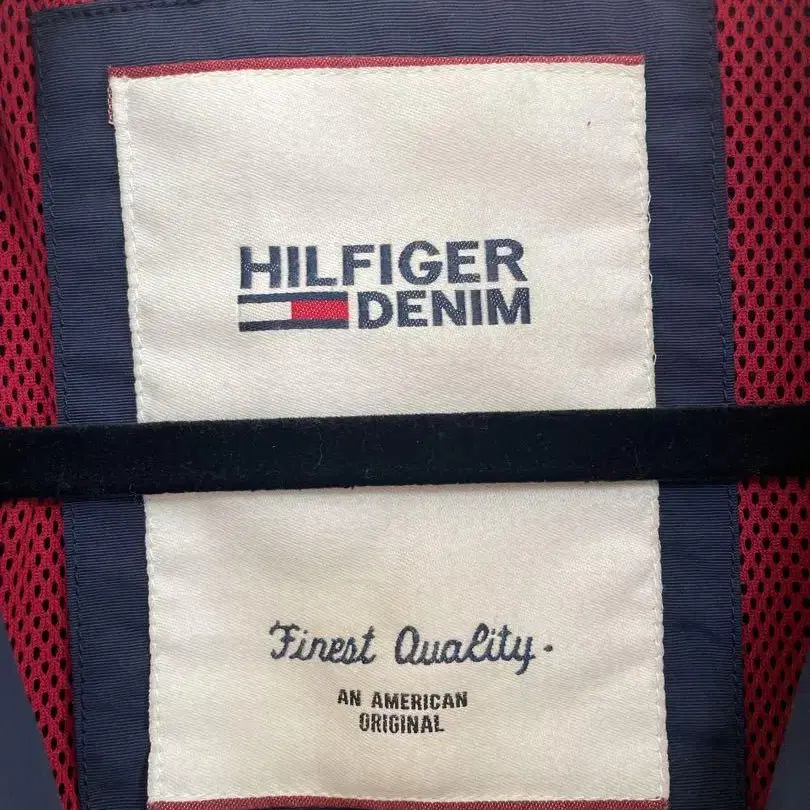 HILFIGER
DENIM
Finest Quality.
AN AMERICAN
ORIGINAL